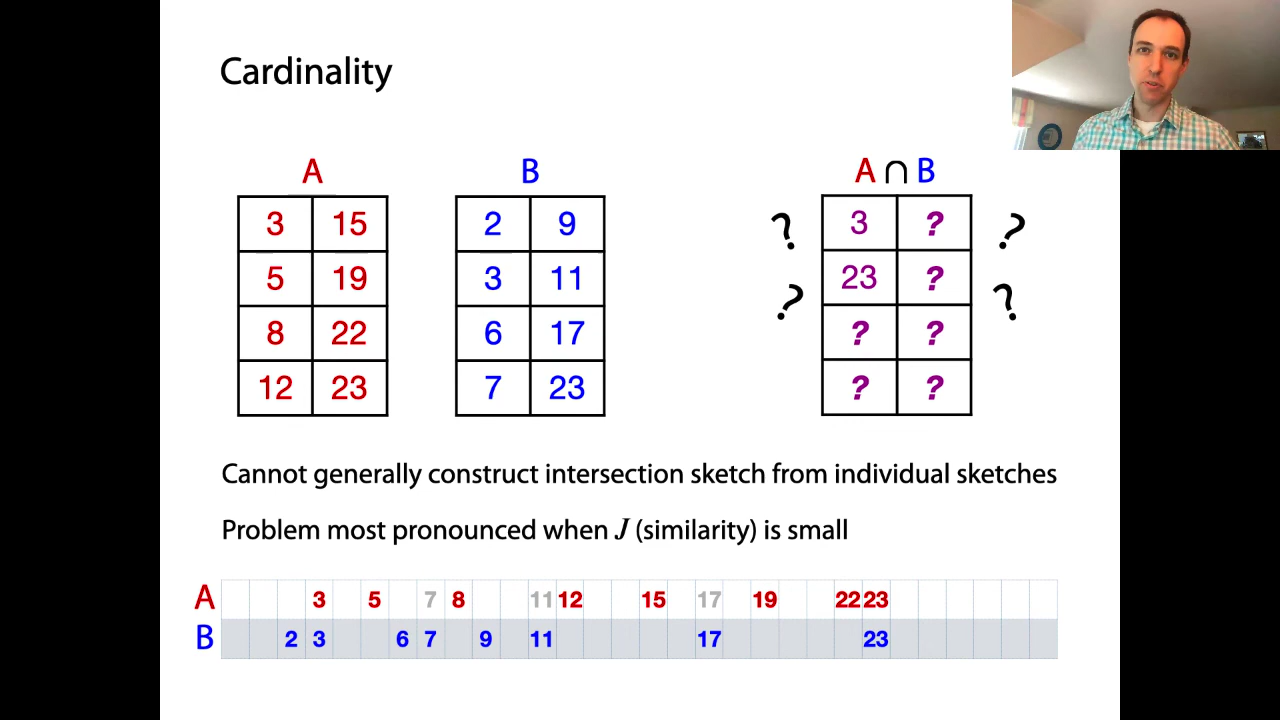 Cardinality
A B A ∩ B
3 15 2 9 ? 3 ? ?
5 19 3 11 23 ?
8 22 6 17 ? ? ? ?
12 23 7 23 ? ?
Cannot generally construct intersection sketch from individual sketches
Problem most pronounced when J (similarity) is small
A 3 5 7 8 11 12 15 17 19 22 23
B 2 3 6 7 9 11 17 23